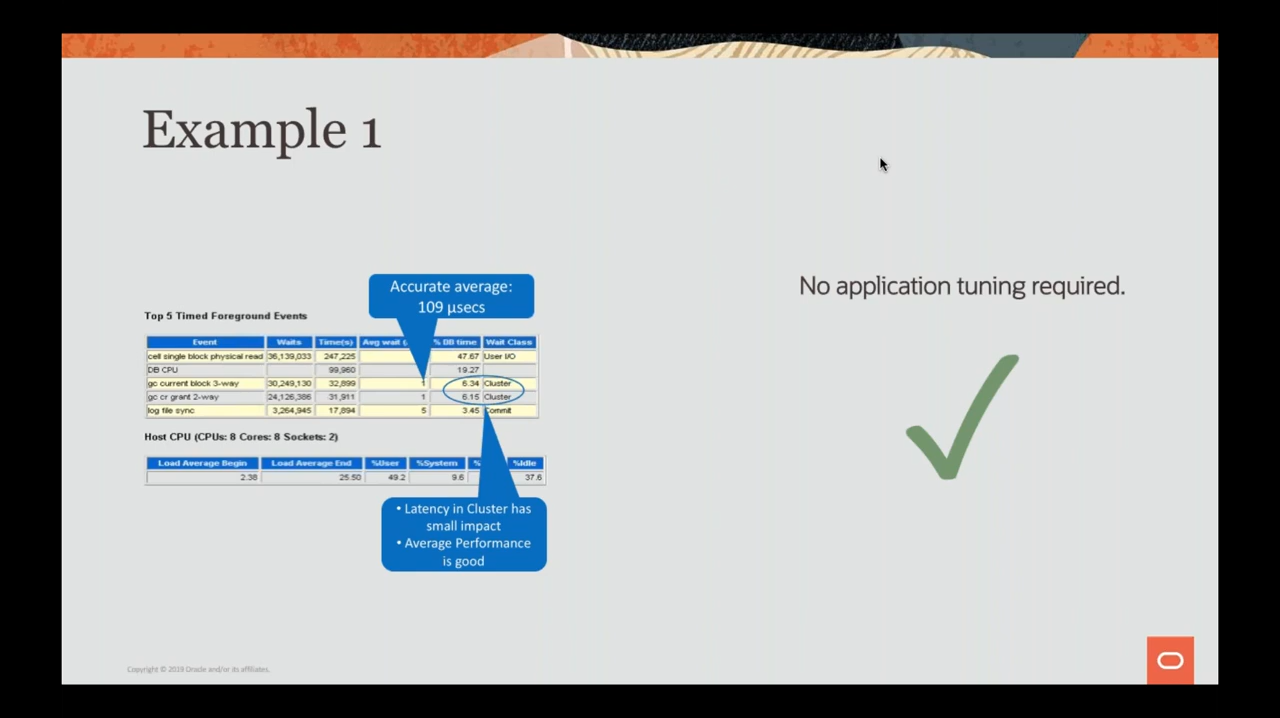 Example 1
Accurate average:
109 µsecs
No application tuning required.
Top 5 Timed Foreground Events
Event Waits Time(s) Avg wait % DB time Wait Class
cell single block physical read 36,139,033 247,225 47.67 User I/O
DB CPU 99,960 19.27
gc current block 3-way 30,249,130 32,899 1 6.34 Cluster
gc cr grant 2-way 24,126,386 31,911 1 6.15 Cluster
log file sync 3,264,945 17,894 5 3.45 Commit
Host CPU (CPUs: 8 Cores: 8 Sockets: 2)
Load Average Begin Load Average End %User %System %Idle
2.38 25.50 49.2 9.6 37.6
• Latency in Cluster has
small impact
• Average Performance
is good
Copyright © 2019 Oracle and/or its affiliates.